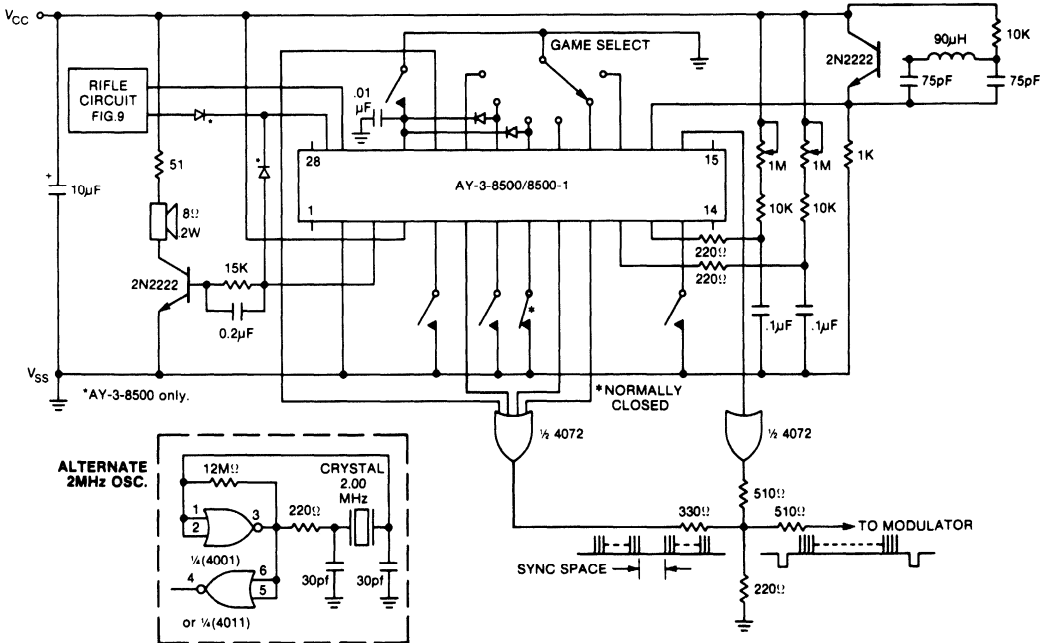 VCC
GAME SELECT
2N2222
90µH
10K
75pF
75pF
RIFLE
CIRCUIT
FIG.9
.01
µF
*
*
51
28
15
AY-3-8500/8500-1
1
14
1M
1M
1K
10K
10K
+
10µF
8Ω
.2W
220Ω
220Ω
2N2222
15K
0.2µF
*
.1µF
.1µF
VSS
*AY-3-8500 only.
*NORMALLY
CLOSED
½ 4072
½ 4072
ALTERNATE
2MHz OSC.
12MΩ
CRYSTAL
2.00
MHz
220Ω
1
2
3
¼(4001)
30pf
30pf
4
6
5
or ¼(4011)
510Ω
330Ω
510Ω
TO MODULATOR
SYNC SPACE
220Ω